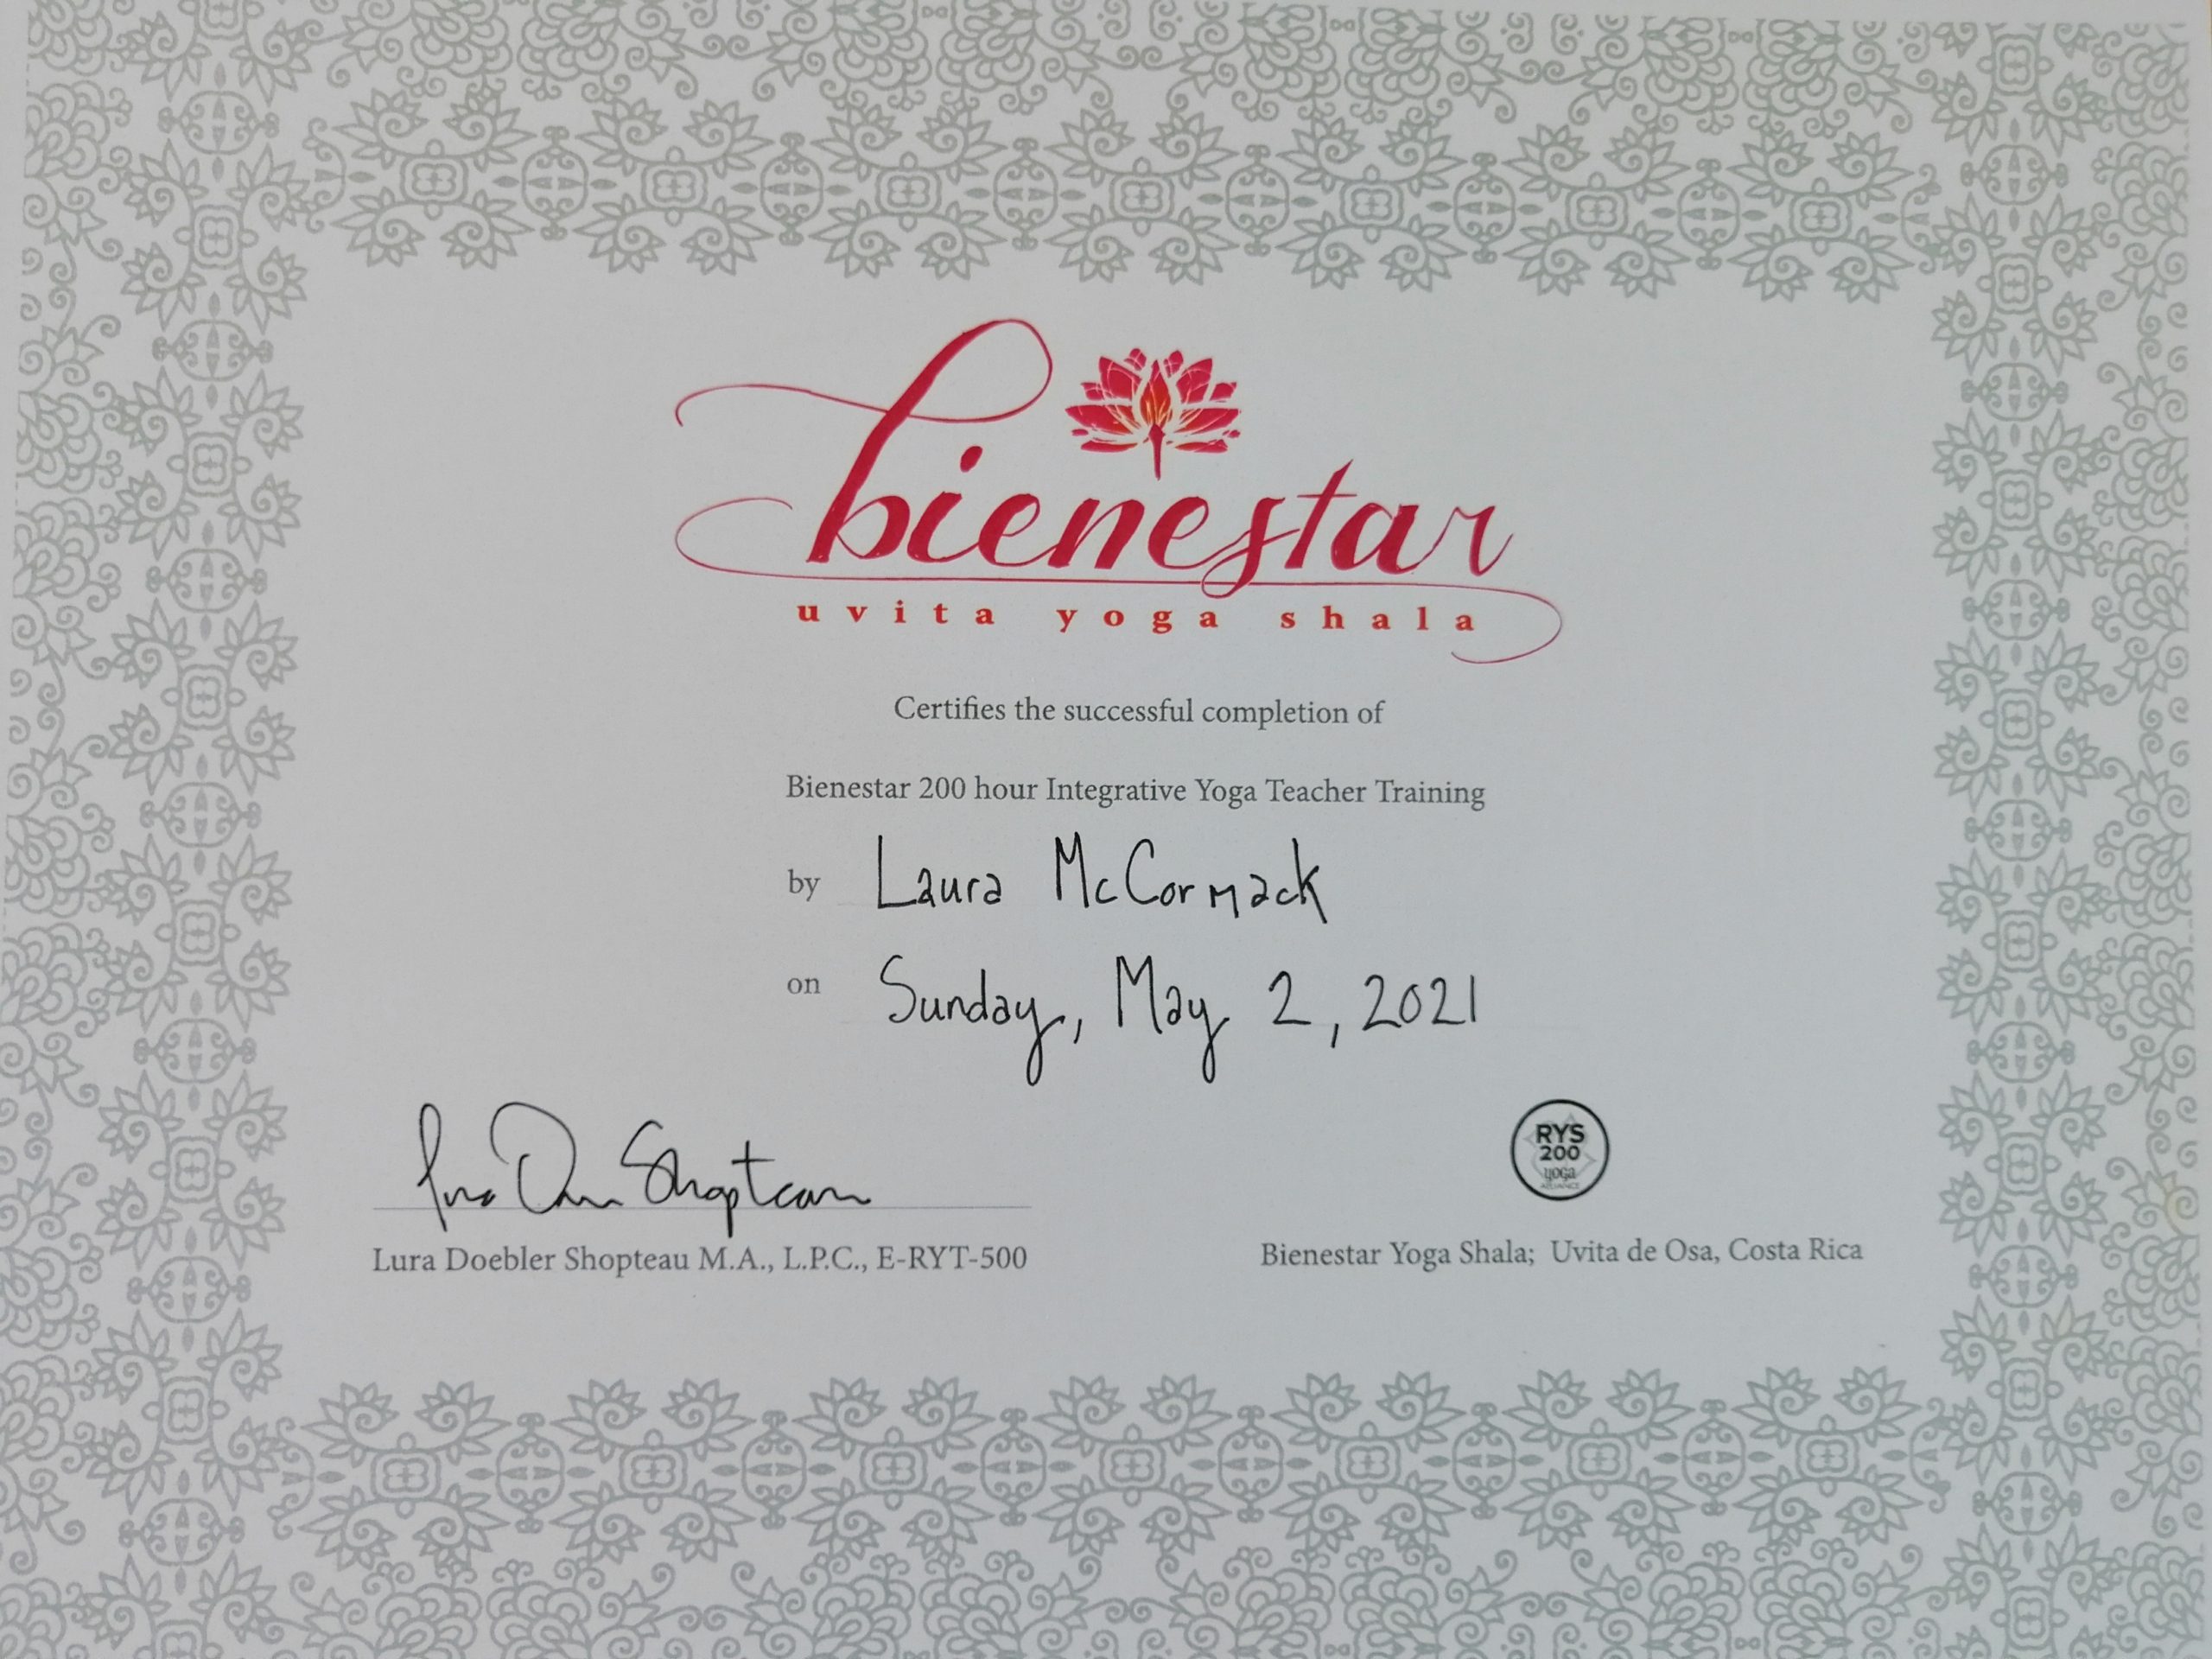 bienestar
uvita yoga shala
Certifies the successful completion of
Bienestar 200 hour Integrative Yoga Teacher Training
by Laura McCormack
on Sunday, May 2, 2021
RYS
200
yoga
ALLIANCE
Lura Doebler Shopteau M.A., L.P.C., E-RYT-500
Bienestar Yoga Shala; Uvita de Osa, Costa Rica